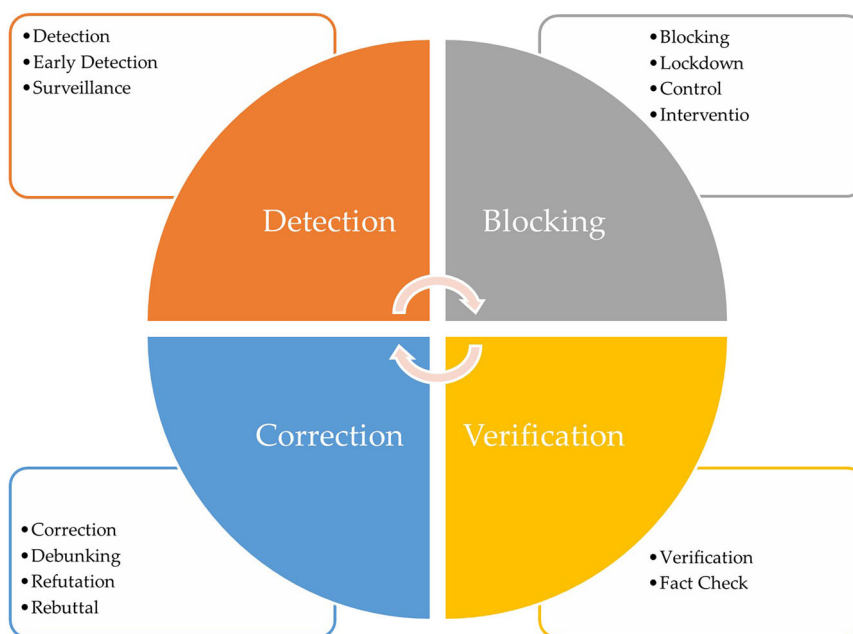 • Detection
• Early Detection
• Surveillance
• Blocking
• Lockdown
• Control
• Interventio
Detection
Blocking
Correction
Verification
• Correction
• Debunking
• Refutation
• Rebuttal
• Verification
• Fact Check